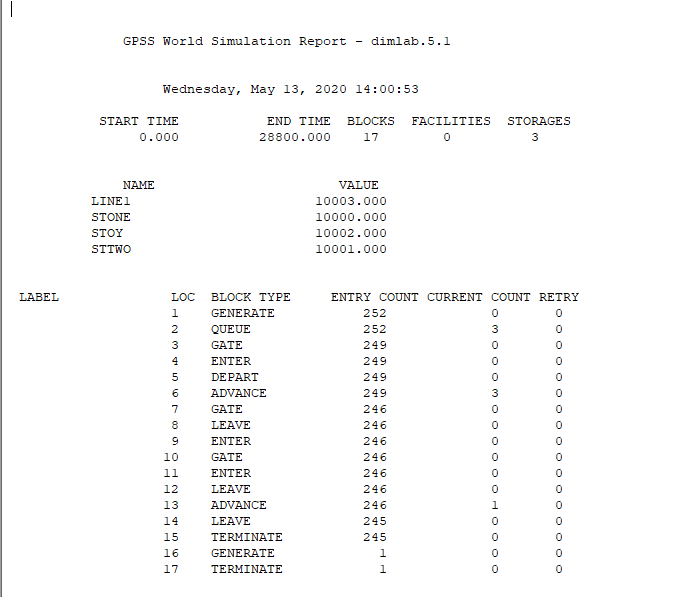 GPSS World Simulation Report - dimlab.5.1
Wednesday, May 13, 2020 14:00:53
START TIME END TIME BLOCKS FACILITIES STORAGES
0.000 28800.000 17 0 3
NAME VALUE
LINE1 10003.000
STONE 10000.000
STOY 10002.000
STTWO 10001.000
LABEL LOC BLOCK TYPE ENTRY COUNT CURRENT COUNT RETRY
1 GENERATE 252 0 0
2 QUEUE 252 3 0
3 GATE 249 0 0
4 ENTER 249 0 0
5 DEPART 249 0 0
6 ADVANCE 249 3 0
7 GATE 246 0 0
8 LEAVE 246 0 0
9 ENTER 246 0 0
10 GATE 246 0 0
11 ENTER 246 0 0
12 LEAVE 246 0 0
13 ADVANCE 246 1 0
14 LEAVE 245 0 0
15 TERMINATE 245 0 0
16 GENERATE 1 0 0
17 TERMINATE 1 0 0